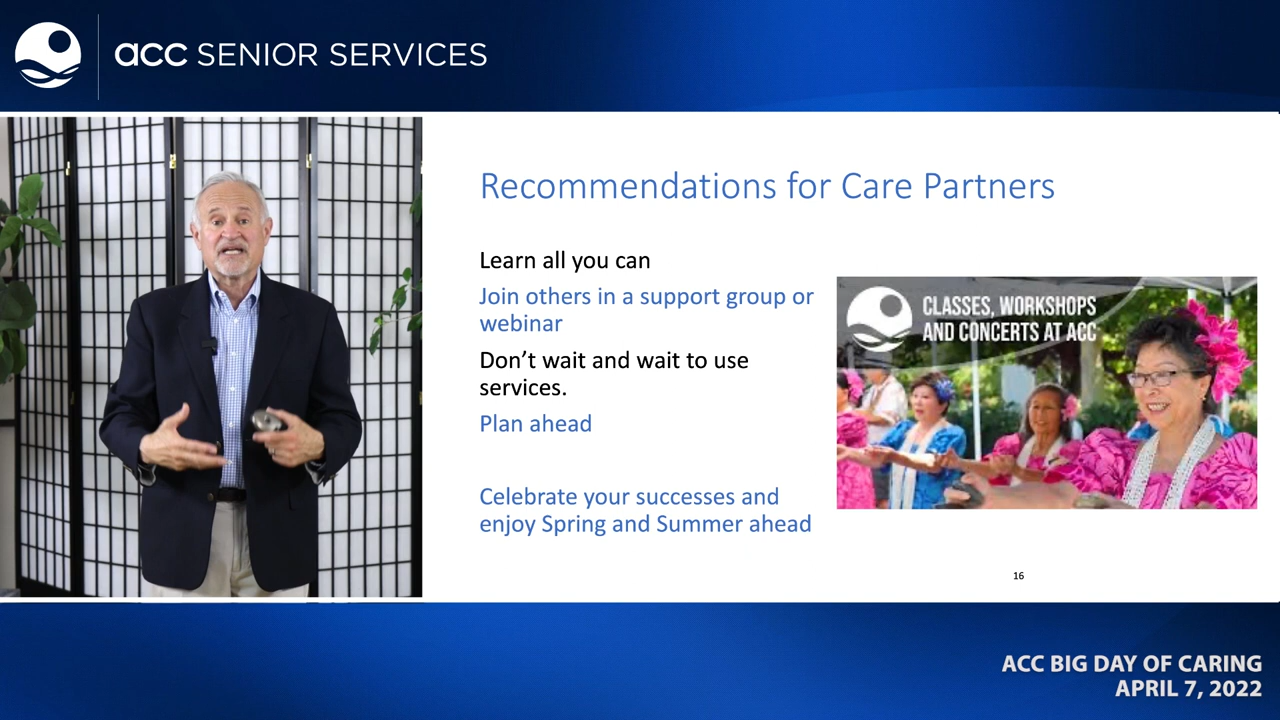 acc SENIOR SERVICES
Recommendations for Care Partners
Learn all you can
Join others in a support group or
webinar
Don't wait and wait to use
services.
Plan ahead
Celebrate your successes and
enjoy Spring and Summer ahead
CLASSES, WORKSHOPS
AND CONCERTS AT ACC
16
ACC BIG DAY OF CARING
APRIL 7, 2022